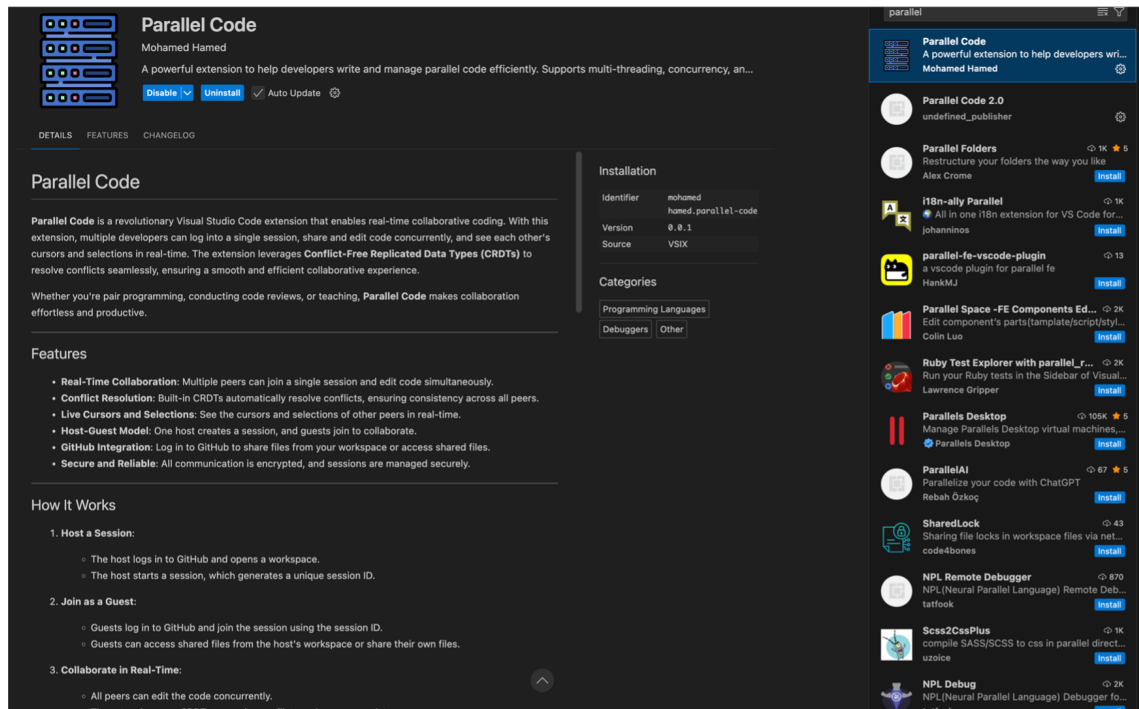 Parallel Code
Mohamed Hamed
A powerful extension to help developers write and manage parallel code efficiently. Supports multi-threading, concurrency, an...
Disable
Uninstall
Auto Update
DETAILS
FEATURES
CHANGELOG
Parallel Code
Parallel Code is a revolutionary Visual Studio Code extension that enables real-time collaborative coding. With this
extension, multiple developers can log into a single session, share and edit code concurrently, and see each other's
cursors and selections in real-time. The extension leverages Conflict-Free Replicated Data Types (CRDTs) to
resolve conflicts seamlessly, ensuring a smooth and efficient collaborative experience.
Whether you're pair programming, conducting code reviews, or teaching, Parallel Code makes collaboration
effortless and productive.
Features
• Real-Time Collaboration: Multiple peers can join a single session and edit code simultaneously.
• Conflict Resolution: Built-in CRDTs automatically resolve conflicts, ensuring consistency across all peers.
• Live Cursors and Selections: See the cursors and selections of other peers in real-time.
• Host-Guest Model: One host creates a session, and guests join to collaborate.
• GitHub Integration: Log in to GitHub to share files from your workspace or access shared files.
• Secure and Reliable: All communication is encrypted, and sessions are managed securely.
How It Works
1. Host a Session:
◦ The host logs in to GitHub and opens a workspace.
◦ The host starts a session, which generates a unique session ID.
2. Join as a Guest:
◦ Guests log in to GitHub and join the session using the session ID.
◦ Guests can access shared files from the host's workspace or share their own files.
3. Collaborate in Real-Time:
◦ All peers can edit the code concurrently.
Installation
Identifier mohamed
hamed.parallel-code
Version 0.0.1
Source VSIX
Categories
Programming Languages
Debuggers
Other
parallel
Parallel Code
A powerful extension to help developers wri...
Mohamed Hamed
Parallel Code 2.0
undefined_publisher
Parallel Folders 1K 5
Restructure your folders the way you like
Alex Crome Install
i18n-ally Parallel 1K
🌍 All in one i18n extension for VS Code for...
johanninos Install
parallel-fe-vscode-plugin 13
a vscode plugin for parallel fe
HankMJ Install
Parallel Space -FE Components Ed... 2K
Edit component's parts(tamplate/script/styl...
Colin Luo Install
Ruby Test Explorer with parallel_r... 2K
Run your Ruby tests in the Sidebar of Visual...
Lawrence Gripper Install
Parallels Desktop 105K 5
Manage Parallels Desktop virtual machines,...
Parallels Desktop Install
ParallelAI 67 5
Parallelize your code with ChatGPT
Rebah Özkoç Install
SharedLock 43
Sharing file locks in workspace files via net...
code4bones Install
NPL Remote Debugger 870
NPL(Neural Parallel Language) Remote Deb...
tatfook Install
Scss2CssPlus 1K
compile SASS/SCSS to css in parallel direct...
uzoice Install
NPL Debug 2K
NPL(Neural Parallel Language) Debugger fo...